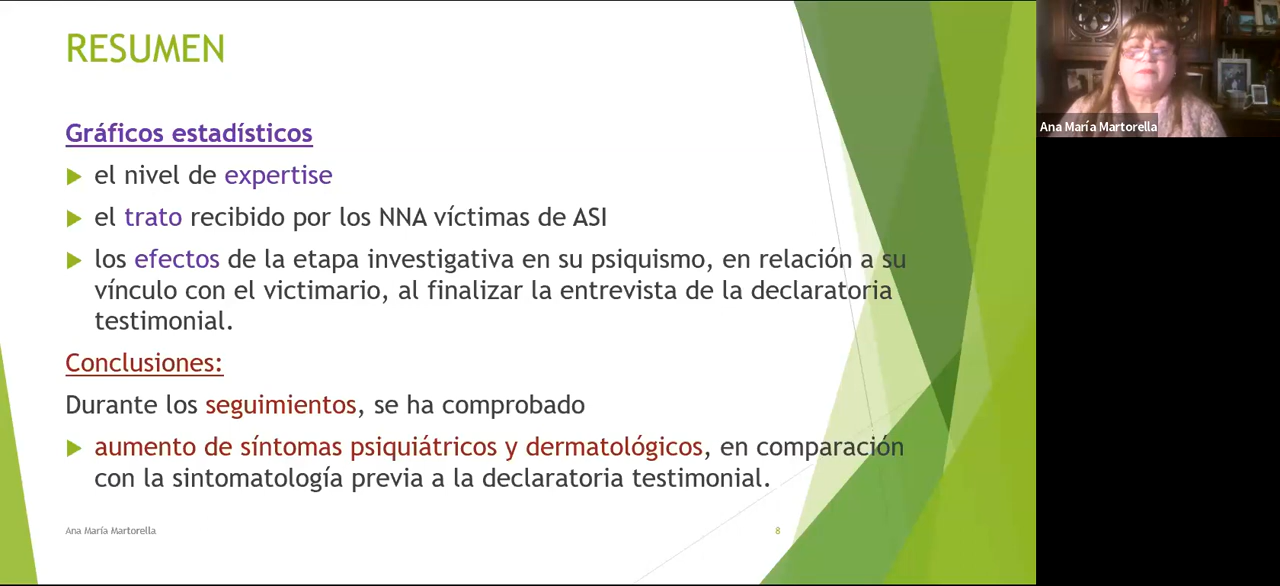 RESUMEN
Gráficos estadísticos
el nivel de expertise
el trato recibido por los NNA víctimas de ASI
los efectos de la etapa investigativa en su psiquismo, en relación a su
vínculo con el victimario, al finalizar la entrevista de la declaratoria
testimonial.
Conclusiones:
Durante los seguimientos, se ha comprobado
aumento de síntomas psiquiátricos y dermatológicos, en comparación
con la sintomatología previa a la declaratoria testimonial.
Ana María Martorella
8
Ana María Martorella